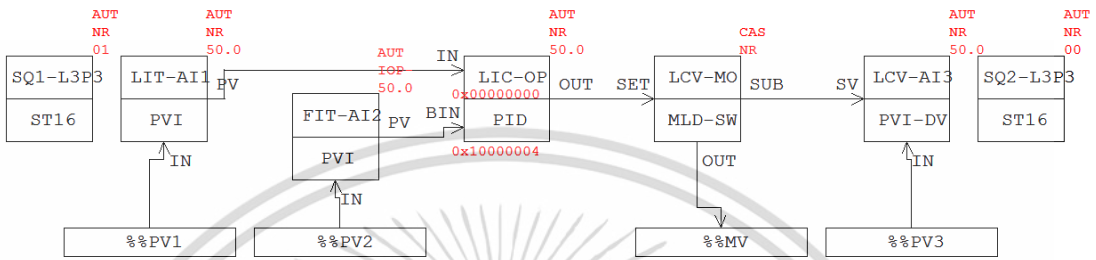 AUT
NR
01
AUT
NR
50.0
AUT
IOP-
50.0
AUT
NR
50.0
CAS
NR
AUT
NR
50.0
AUT
NR
00
SQ1-L3P3
ST16
LIT-AI1
PVI
PV
IN
FIT-AI2
PVI
PV
IN
IN
BIN
LIC-OP
0x00000000
PID
0x10000004
OUT
SET
LCV-MO
MLD-SW
SUB
OUT
SV
LCV-AI3
PVI-DV
IN
SQ2-L3P3
ST16
%%PV1
%%PV2
%%MV
%%PV3